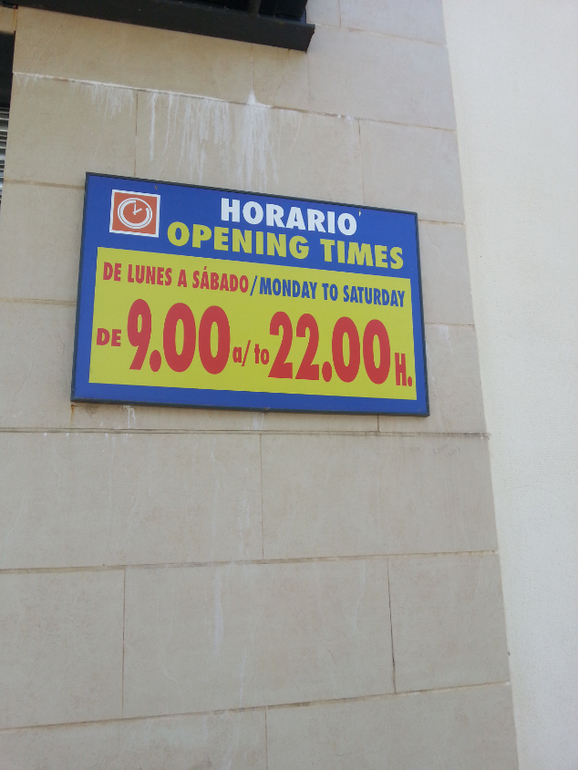 HORARIO
OPENING TIMES
DE LUNES A SÁBADO/MONDAY TO SATURDAY
DE 9.00 a/to 22.00 H.